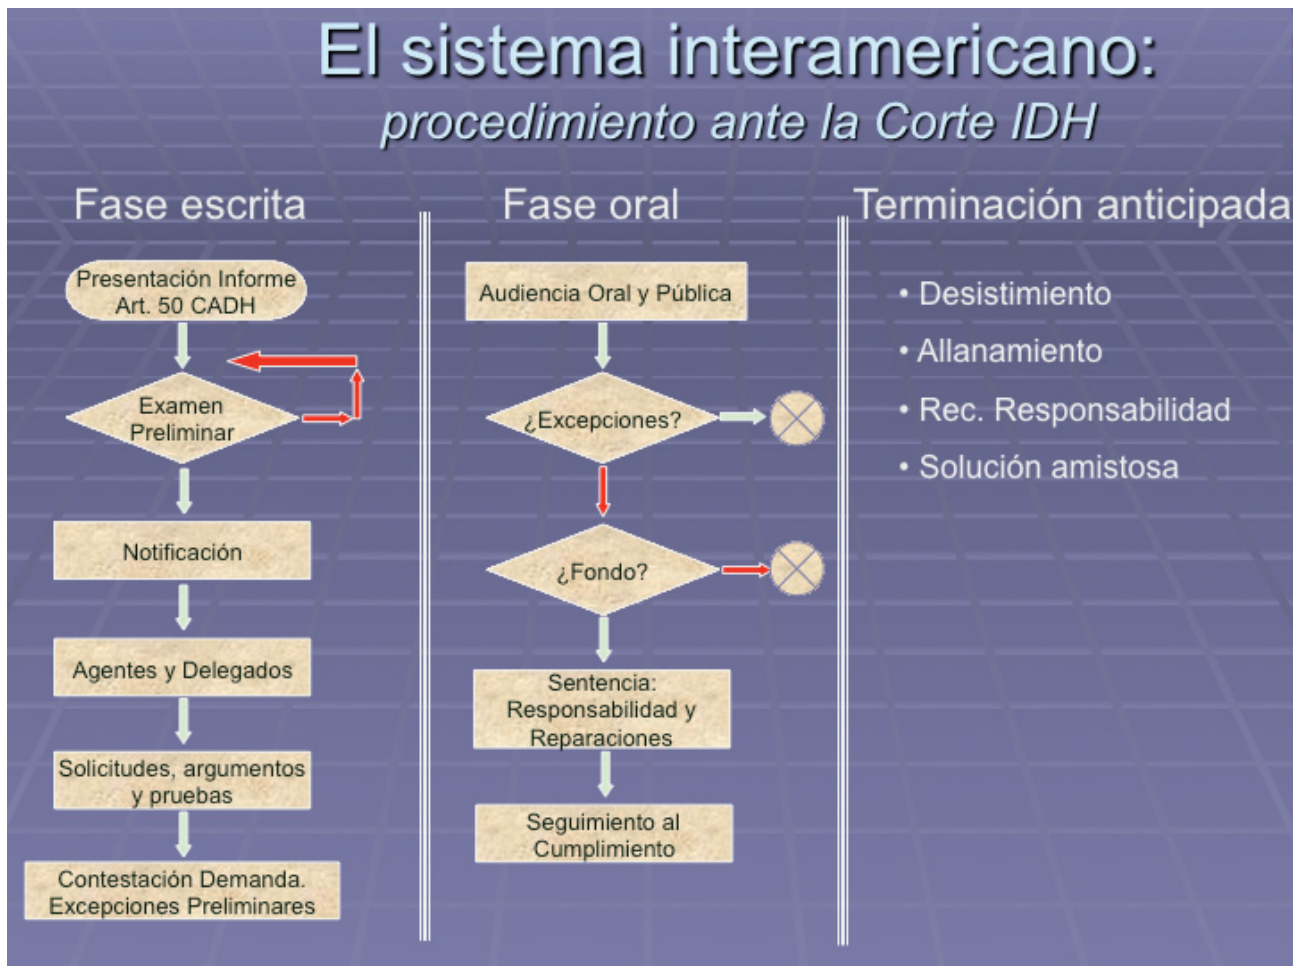 El sistema interamericano:
procedimiento ante la Corte IDH
Fase escrita
Presentación Informe
Art. 50 CADH
Examen
Preliminar
Notificación
Agentes y Delegados
Solicitudes, argumentos
y pruebas
Contestación Demanda.
Excepciones Preliminares
Fase oral
Audiencia Oral y Pública
¿Excepciones?
¿Fondo?
Sentencia:
Responsabilidad y
Reparaciones
Seguimiento al
Cumplimiento
Terminación anticipada
• Desistimiento
• Allanamiento
• Rec. Responsabilidad
• Solución amistosa